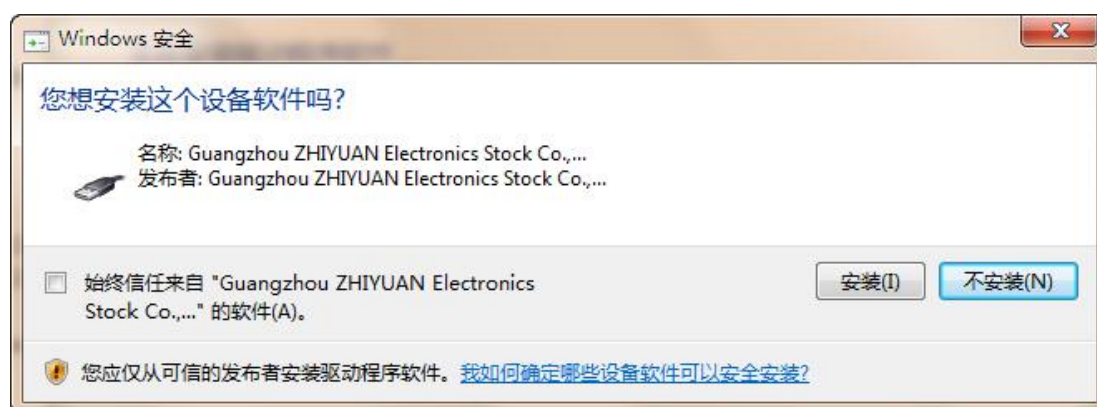 Windows 安全
您想安装这个设备软件吗?
名称: Guangzhou ZHIYUAN Electronics Stock Co.,...
发布者: Guangzhou ZHIYUAN Electronics Stock Co.,...
始终信任来自 "Guangzhou ZHIYUAN Electronics
Stock Co.,..." 的软件(A)。
安装(I)
不安装(N)
您应仅从可信的发布者安装驱动程序软件。我如何确定哪些设备软件可以安全安装?